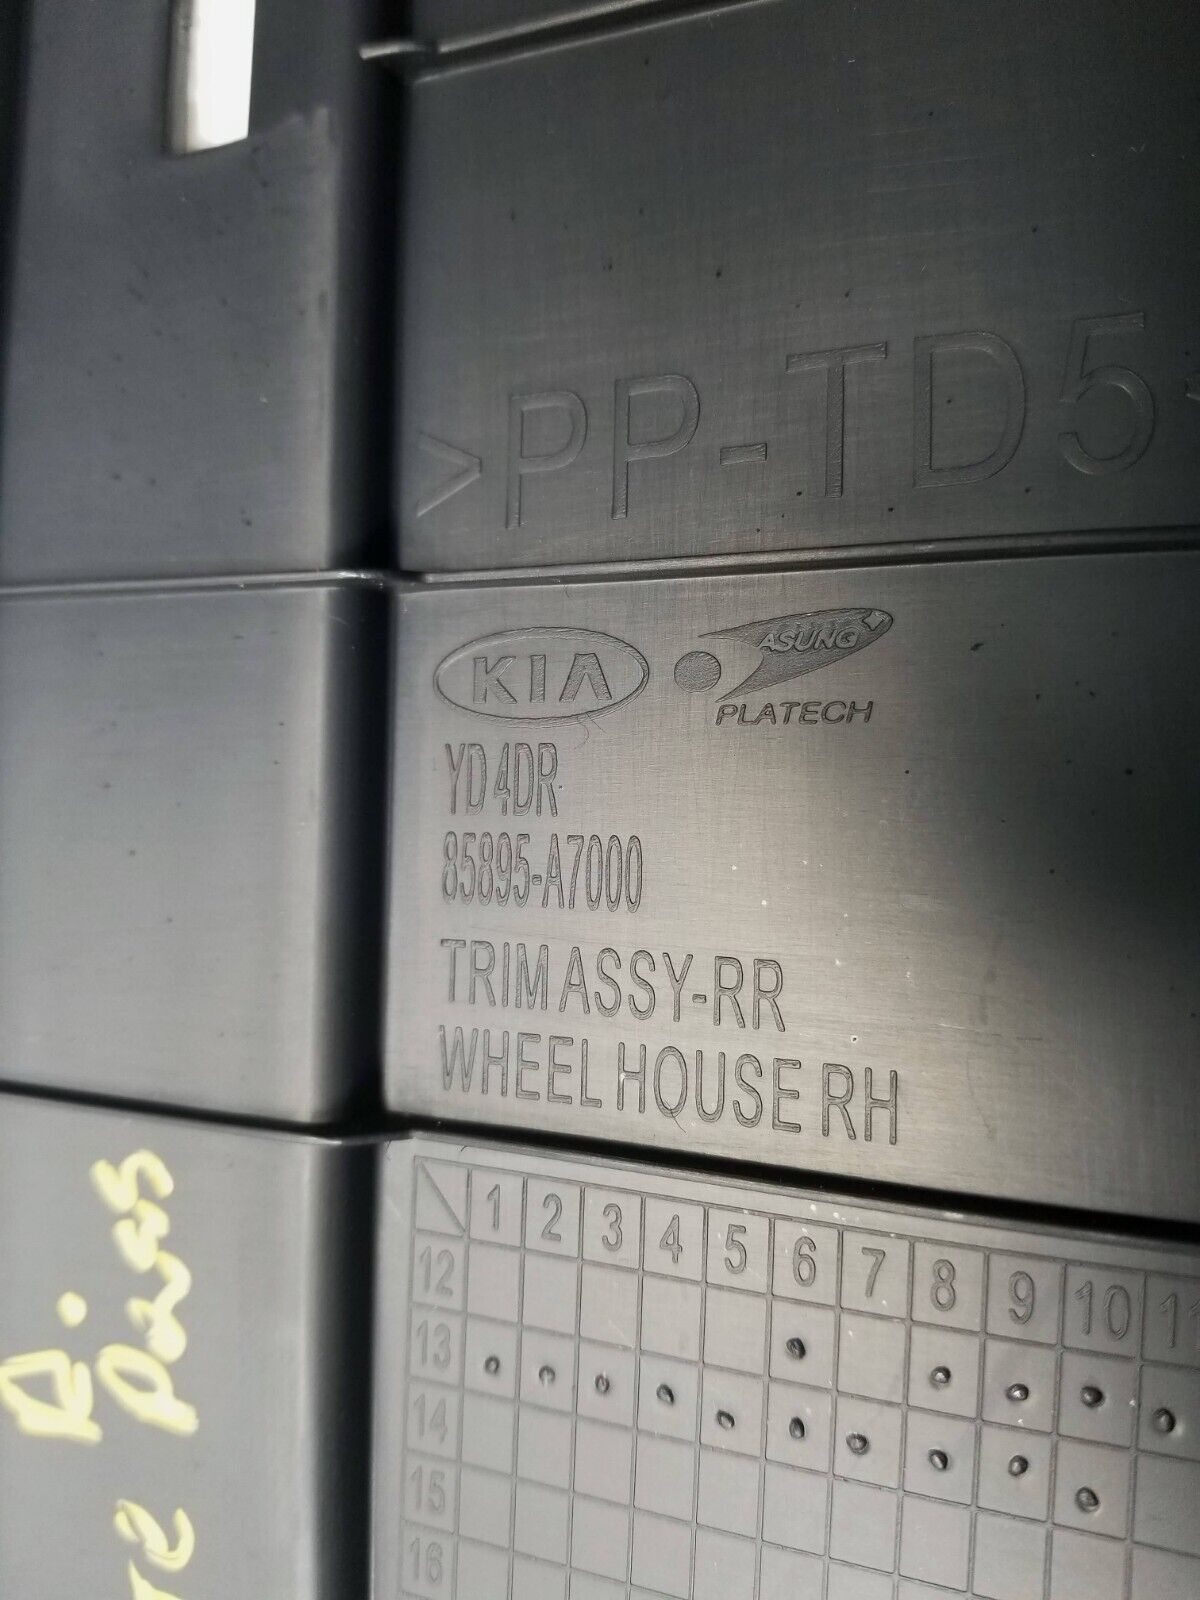 >PP-TD5
KIA
ASUNG
PLATECH
YD 4DR
85895-A7000
TRIM ASSY-RR
WHEEL HOUSE RH
1 2 3 4 5 6 7 8 9 10
12
13
14
15
16
R.
pass